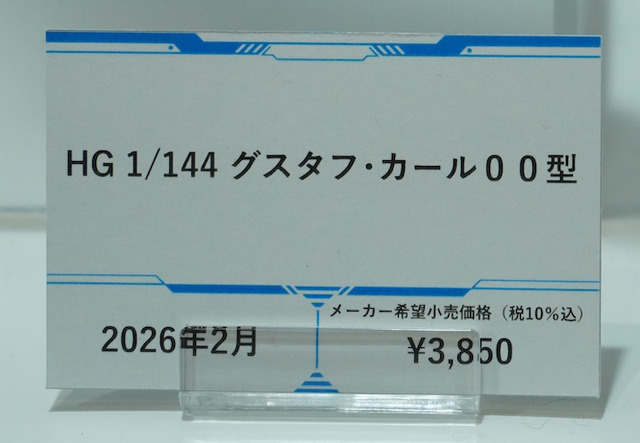 HG 1/144 グスタフ・カール００型
メーカー希望小売価格（税10%込）
2026年2月
¥3,850